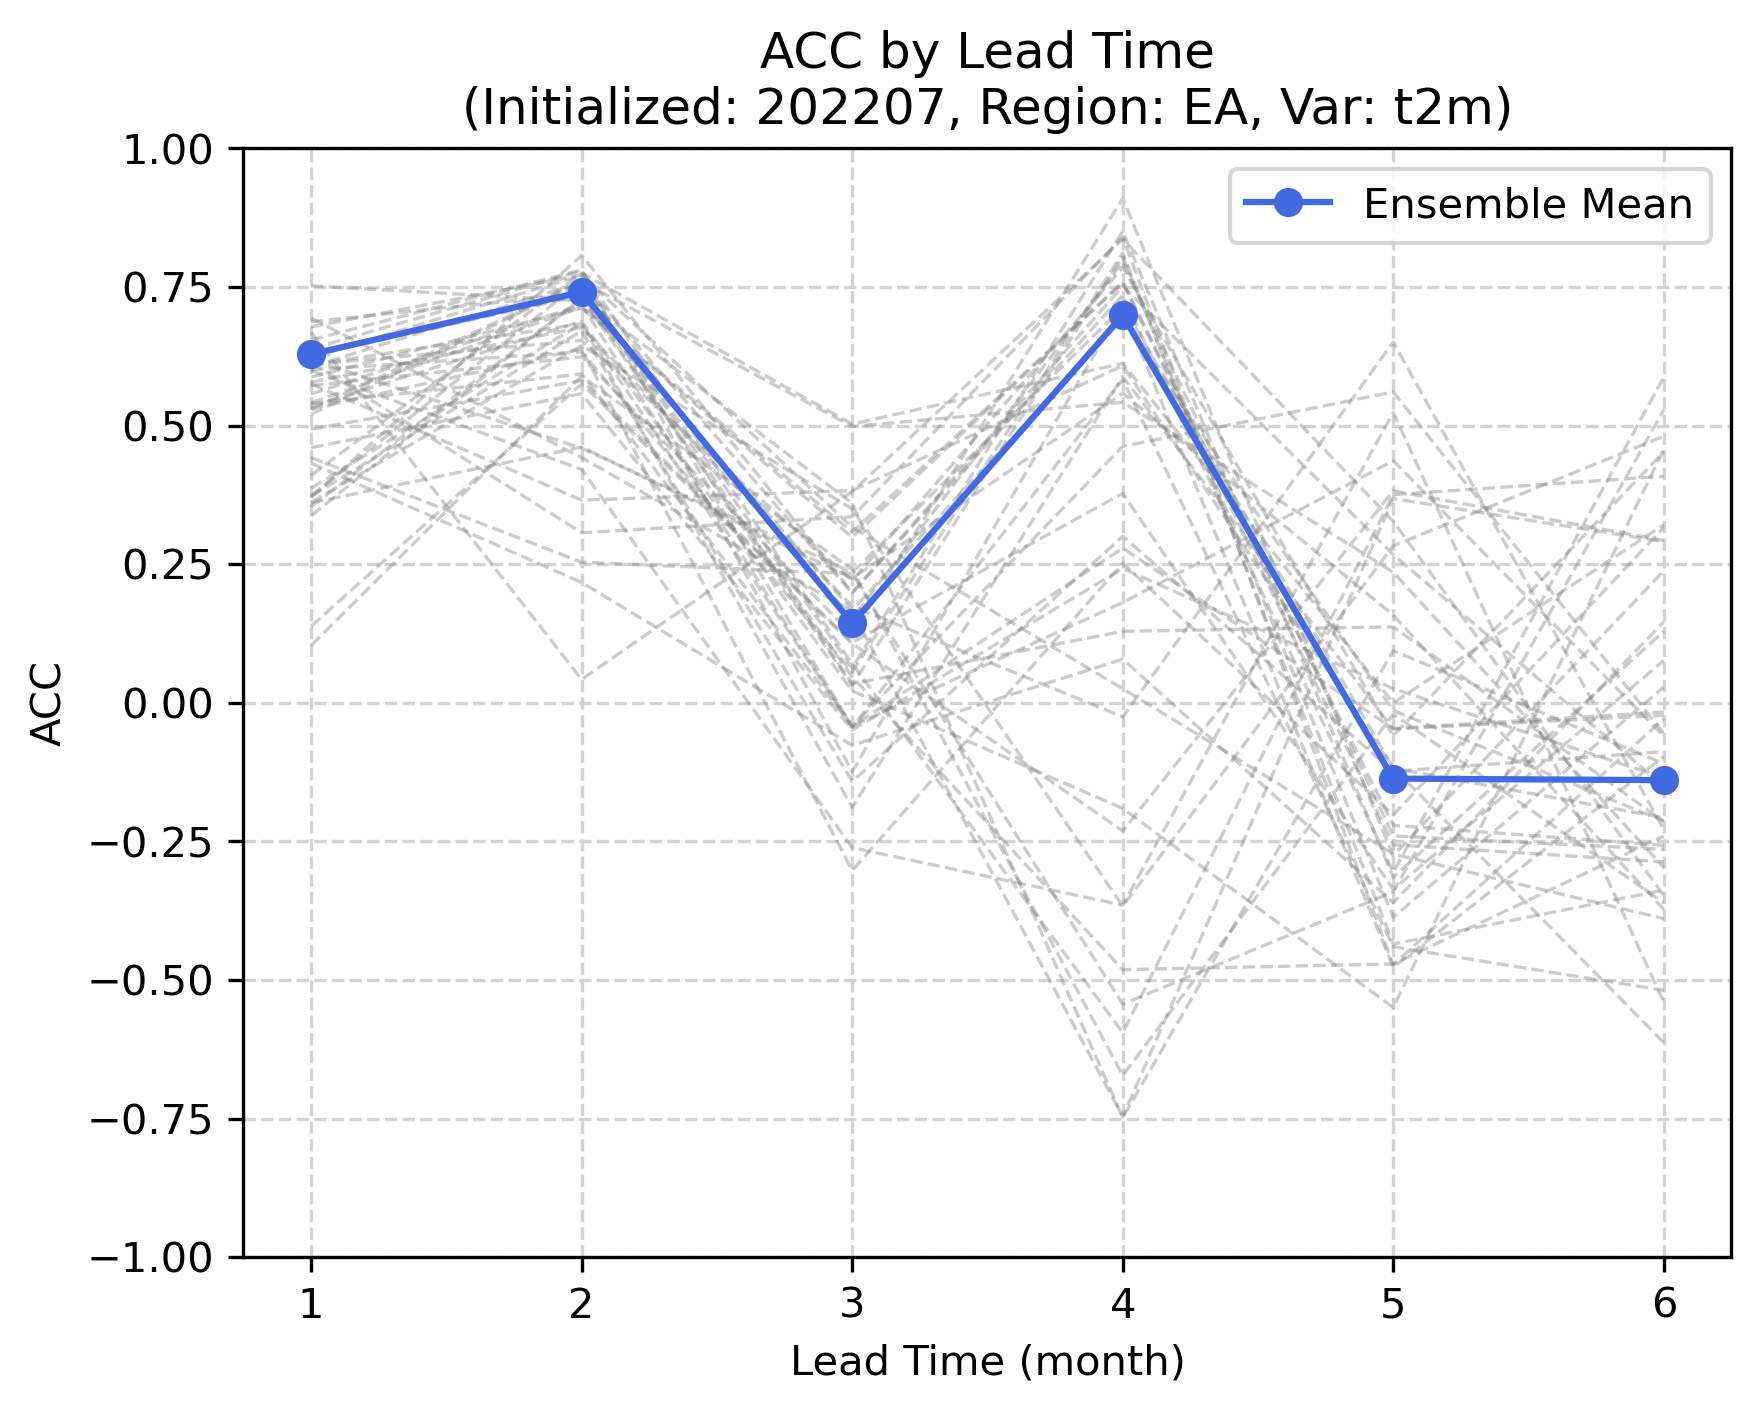 ACC by Lead Time
(Initialized: 202207, Region: EA, Var: t2m)
Ensemble Mean
1.00
0.75
0.50
0.25
0.00
−0.25
−0.50
−0.75
−1.00
ACC
1 2 3 4 5 6
Lead Time (month)